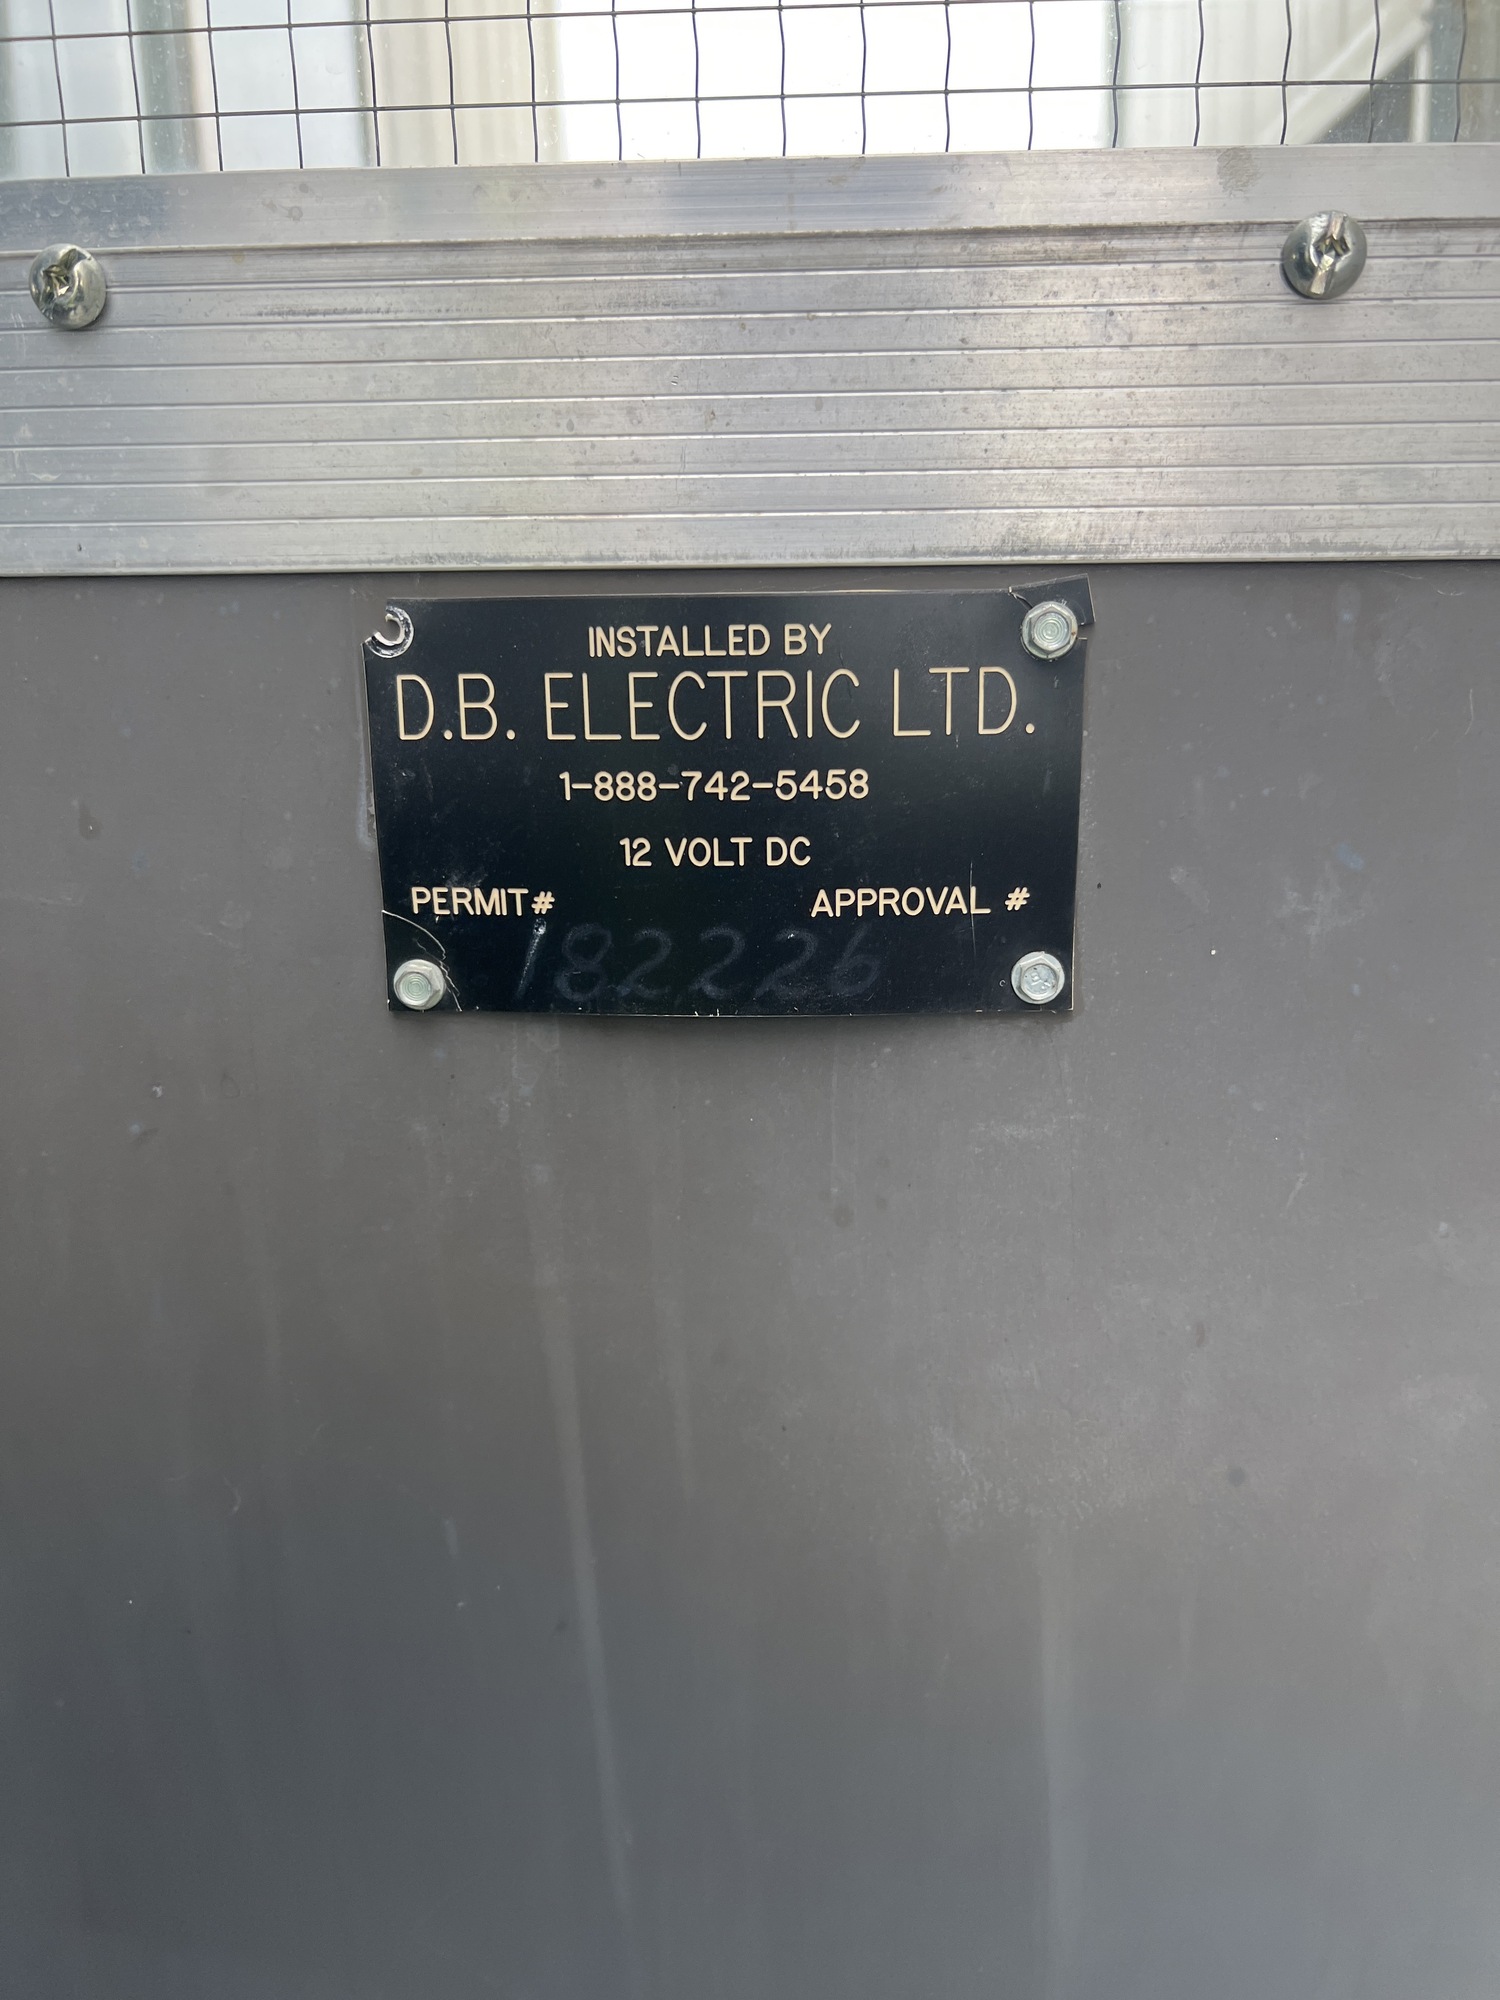 INSTALLED BY
D.B. ELECTRIC LTD.
1-888-742-5458
12 VOLT DC
PERMIT# APPROVAL #
182226